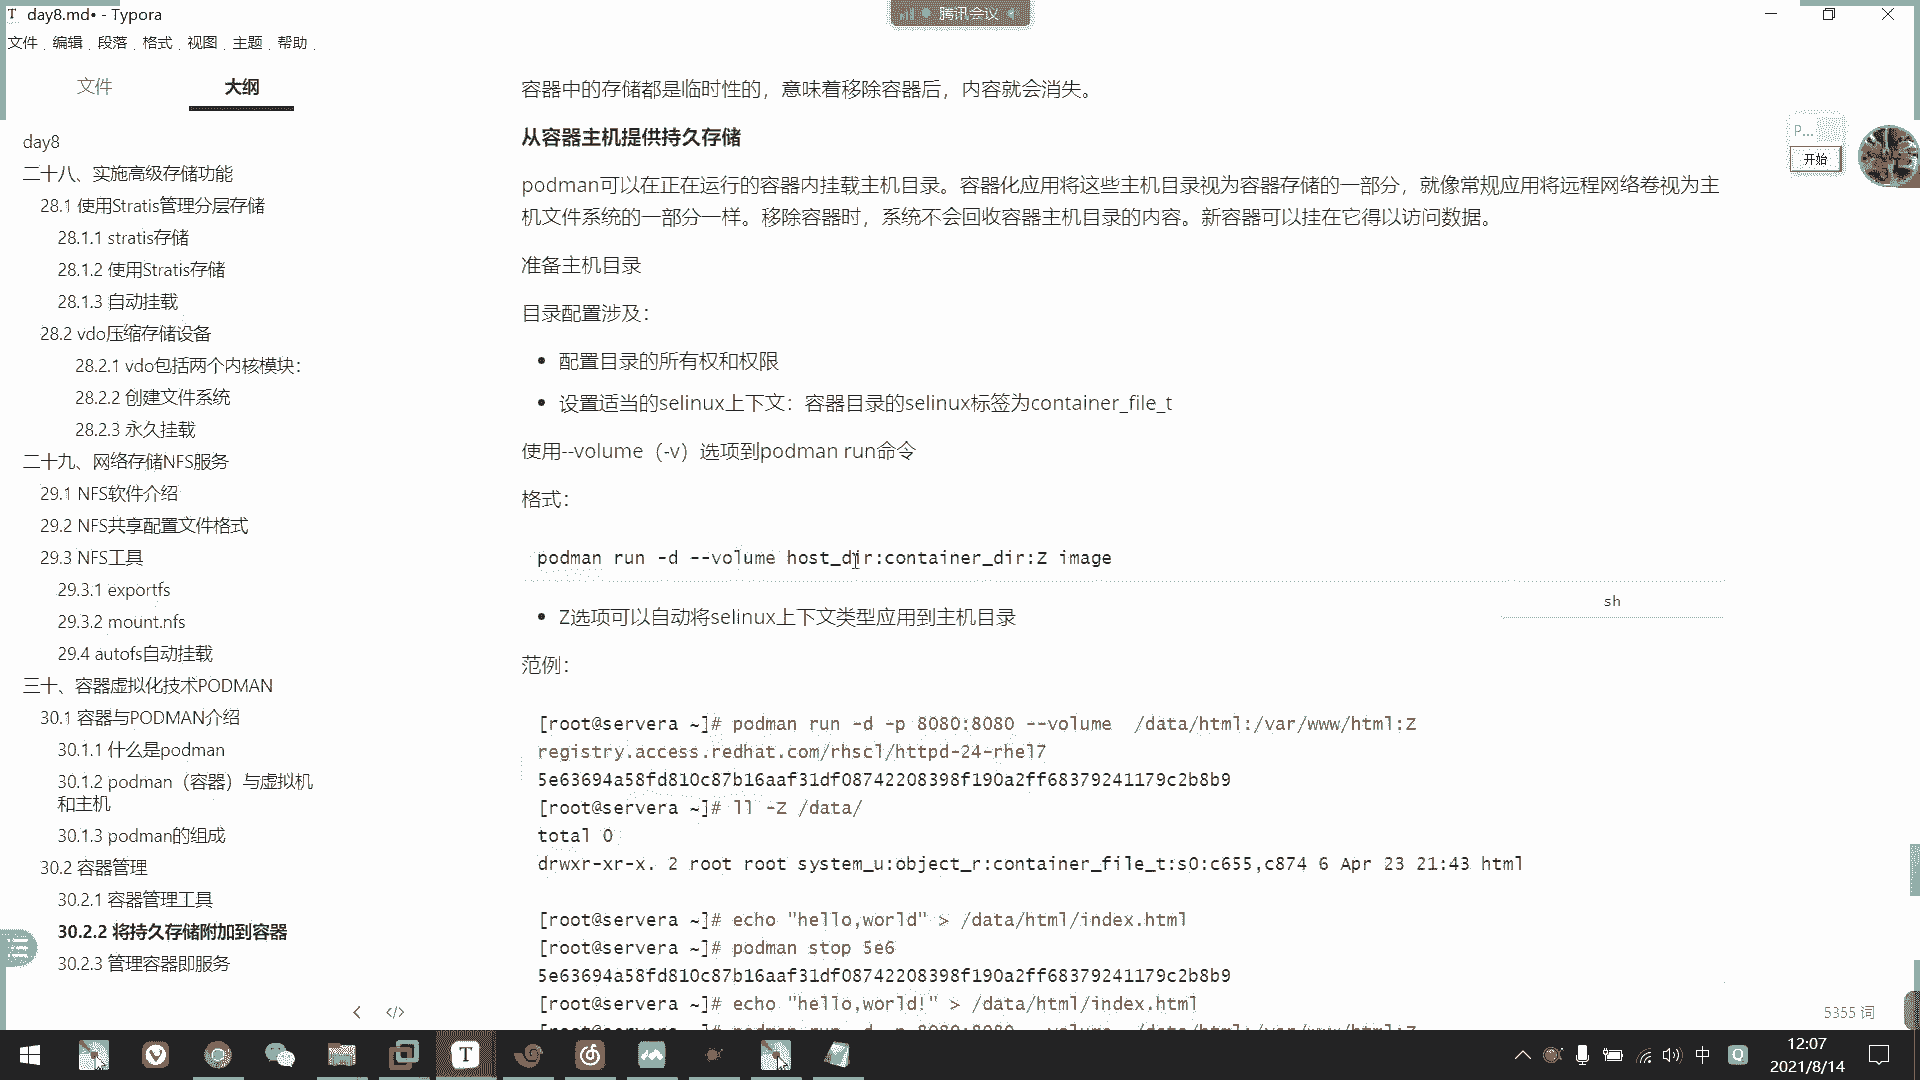 day8.md• - Typora
腾讯会议
文件 编辑 段落 格式 视图 主题 帮助
文件
大纲
day8
二十八、实施高级存储功能
28.1 使用Stratis管理分层存储
28.1.1 stratis存储
28.1.2 使用Stratis存储
28.1.3 自动挂载
28.2 vdo压缩存储设备
28.2.1 vdo包括两个内核模块：
28.2.2 创建文件系统
28.2.3 永久挂载
二十九、网络存储NFS服务
29.1 NFS软件介绍
29.2 NFS共享配置文件格式
29.3 NFS工具
29.3.1 exportfs
29.3.2 mount.nfs
29.4 autofs自动挂载
三十、容器虚拟化技术PODMAN
30.1 容器与PODMAN介绍
30.1.1 什么是podman
30.1.2 podman（容器）与虚拟机
和主机
30.1.3 podman的组成
30.2 容器管理
30.2.1 容器管理工具
30.2.2 将持久存储附加到容器
30.2.3 管理容器即服务
容器中的存储都是临时性的，意味着移除容器后，内容就会消失。
从容器主机提供持久存储
podman可以在正在运行的容器内挂载主机目录。容器化应用将这些主机目录视为容器存储的一部分，就像常规应用将远程网络卷视为主
机文件系统的一部分一样。移除容器时，系统不会回收容器主机目录的内容。新容器可以挂在它得以访问数据。
准备主机目录
目录配置涉及：
• 配置目录的所有权和权限
• 设置适当的selinux上下文：容器目录的selinux标签为container_file_t
使用--volume（-v）选项到podman run命令
格式：
podman run -d --volume host_dir:container_dir:Z image
sh
• Z选项可以自动将selinux上下文类型应用到主机目录
范例：
[root@servera ~]# podman run -d -p 8080:8080 --volume  /data/html:/var/www/html:Z
registry.access.redhat.com/rhscl/httpd-24-rhel7
5e63694a58fd810c87b16aaf31df08742208398f190a2ff68379241179c2b8b9
[root@servera ~]# ll -Z /data/
total 0
drwxr-xr-x. 2 root root system_u:object_r:container_file_t:s0:c655,c874 6 Apr 23 21:43 html
[root@servera ~]# echo "hello,world" > /data/html/index.html
[root@servera ~]# podman stop 5e6
5e63694a58fd810c87b16aaf31df08742208398f190a2ff68379241179c2b8b9
[root@servera ~]# echo "hello,world!" > /data/html/index.html
[root@servera ~]# podman run -d -p 8080:8080 --volume  /data/html:/var/www/html:Z
P...
开始
5355 词
中
12:07
2021/8/14